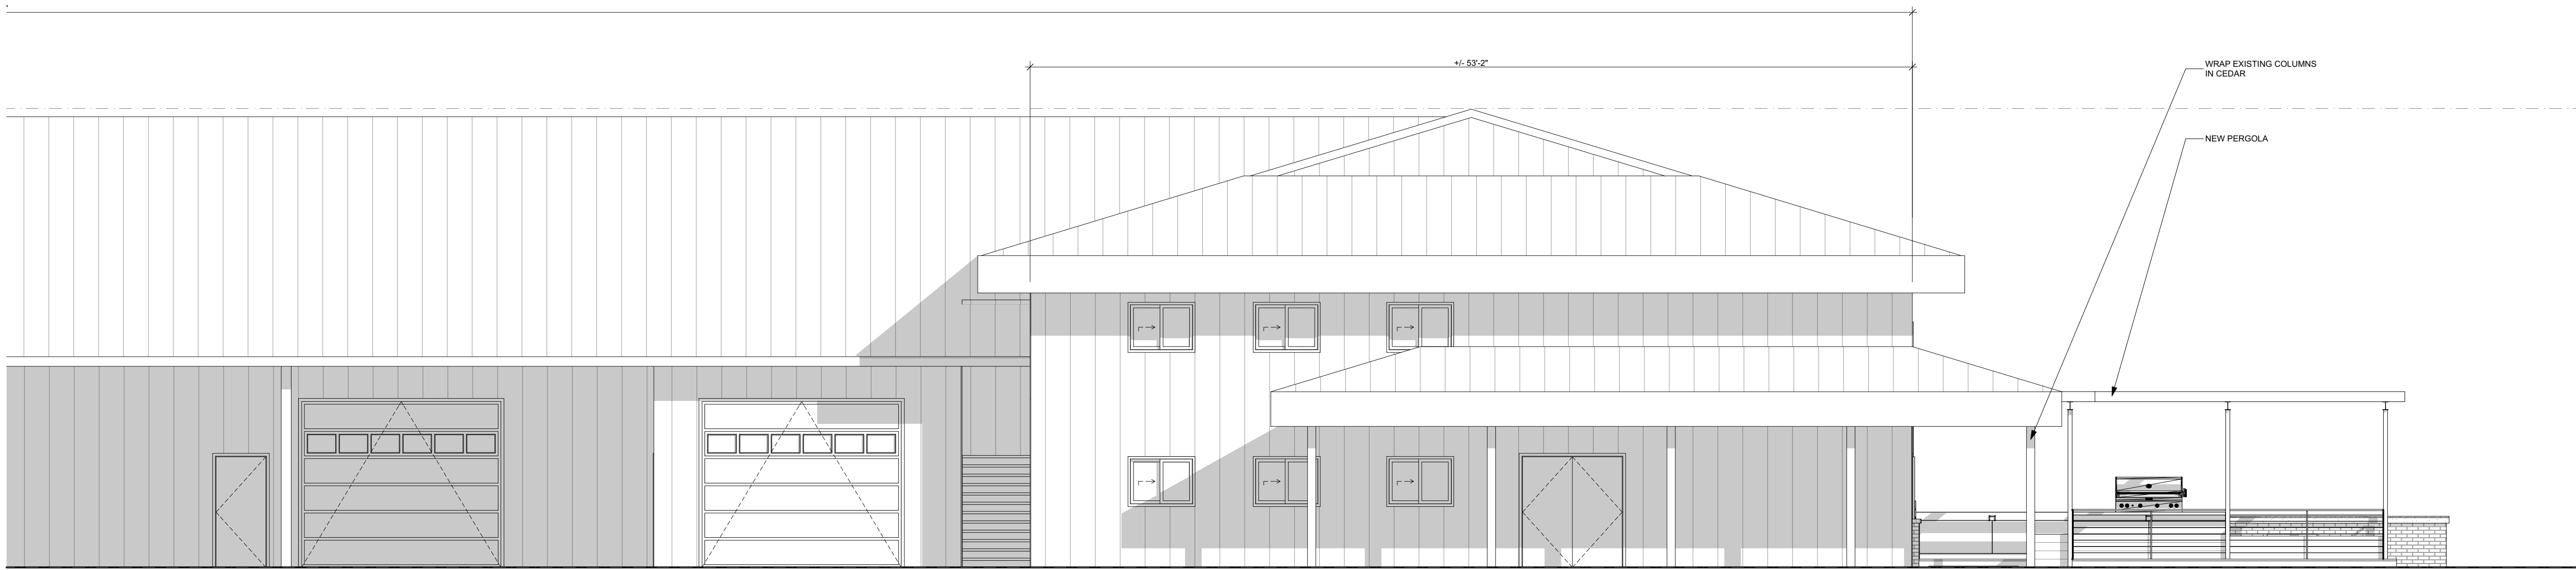 +/- 53'-2"
WRAP EXISTING COLUMNS
IN CEDAR
NEW PERGOLA